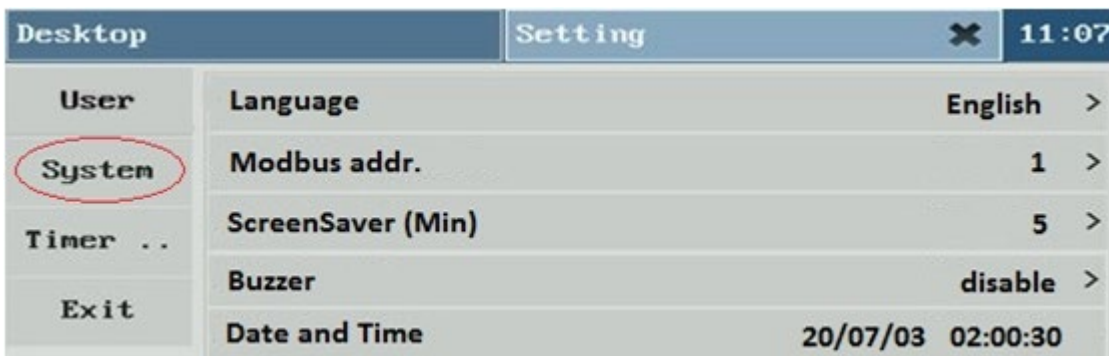 Desktop Setting ✖ 11:07
User Language English >
System Modbus addr. 1 >
Timer .. ScreenSaver (Min) 5 >
Buzzer disable >
Exit
Date and Time 20/07/03 02:00:30